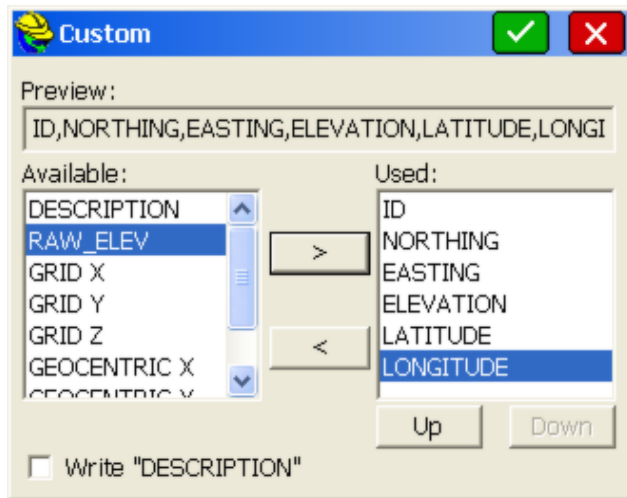 Custom
Preview:
ID,NORTHING,EASTING,ELEVATION,LATITUDE,LONGI
Available:
DESCRIPTION
RAW_ELEV
GRID X
GRID Y
GRID Z
GEOCENTRIC X
>
<
Used:
ID
NORTHING
EASTING
ELEVATION
LATITUDE
LONGITUDE
Up Down
Write "DESCRIPTION"